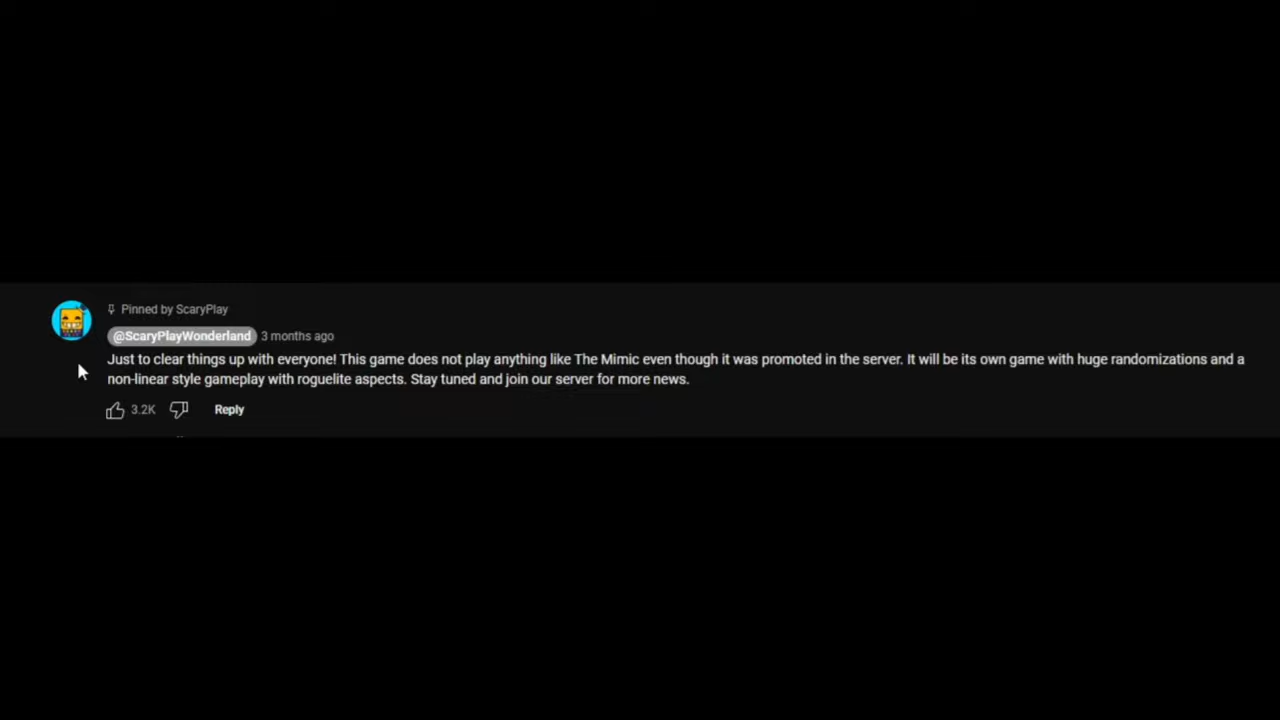 Pinned by ScaryPlay
@ScaryPlayWonderland 3 months ago
Just to clear things up with everyone! This game does not play anything like The Mimic even though it was promoted in the server. It will be its own game with huge randomizations and a
non-linear style gameplay with roguelite aspects. Stay tuned and join our server for more news.
3.2K Reply